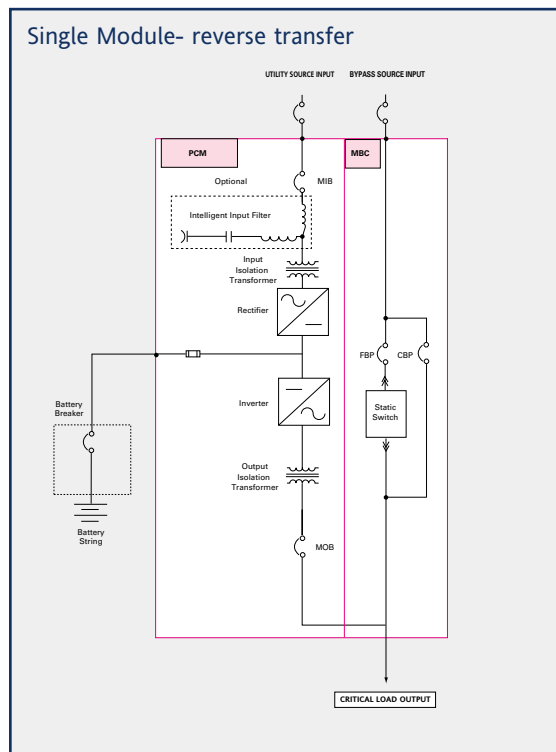 Single Module- reverse transfer
UTILITY SOURCE INPUT
BYPASS SOURCE INPUT
PCM
MBC
Optional
MIB
Intelligent Input Filter
Input
Isolation
Transformer
Rectifier
FBP
CBP
Battery
Breaker
Inverter
Static
Switch
Output
Isolation
Transformer
Battery
String
MOB
CRITICAL LOAD OUTPUT